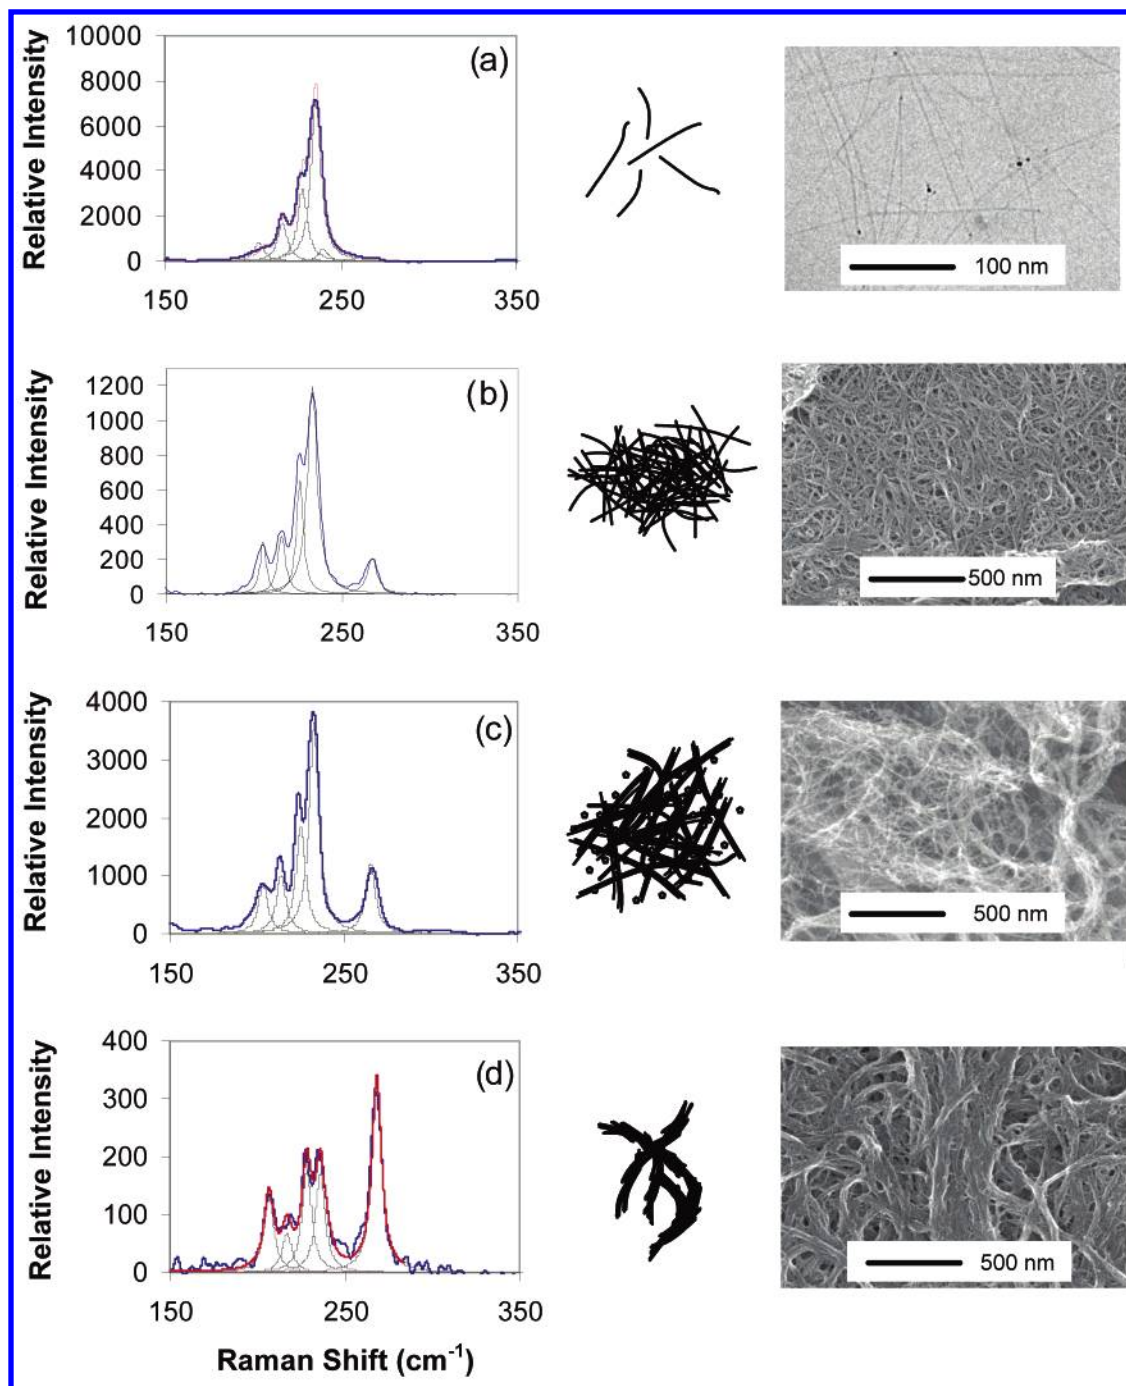 (a)
Relative Intensity
10000
8000
6000
4000
2000
0
150 250 350
100 nm
(b)
Relative Intensity
1200
1000
800
600
400
200
0
150 250 350
500 nm
(c)
Relative Intensity
4000
3000
2000
1000
0
150 250 350
500 nm
(d)
Relative Intensity
400
300
200
100
0
150 250 350
Raman Shift (cm⁻¹)
500 nm